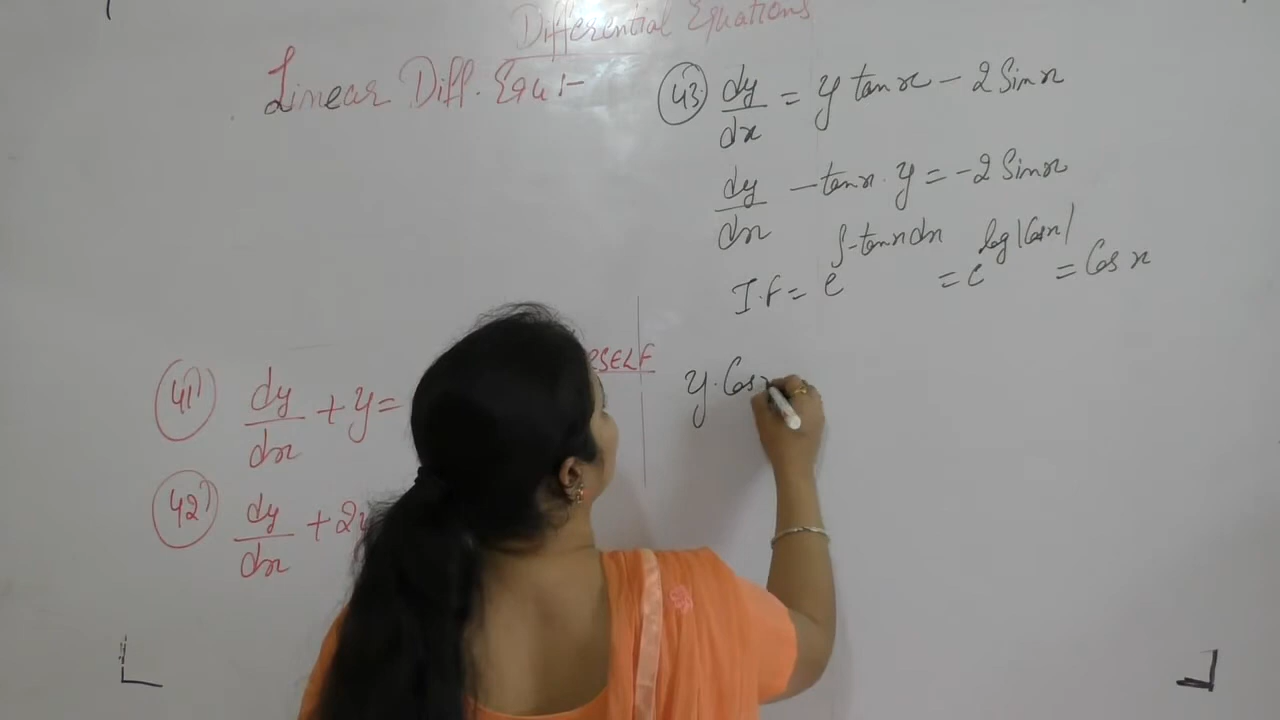 Differential Equations
Linear Diff. Equ :-
43. dy/dx = y tan x - 2 Sin x
dy/dx - tan x . y = -2 Sin x
I.F = e^∫-tan x dx = e^log|Cos x| = Cos x
y. Cos x
41) dy/dx + y =
42) dy/dx + 2y